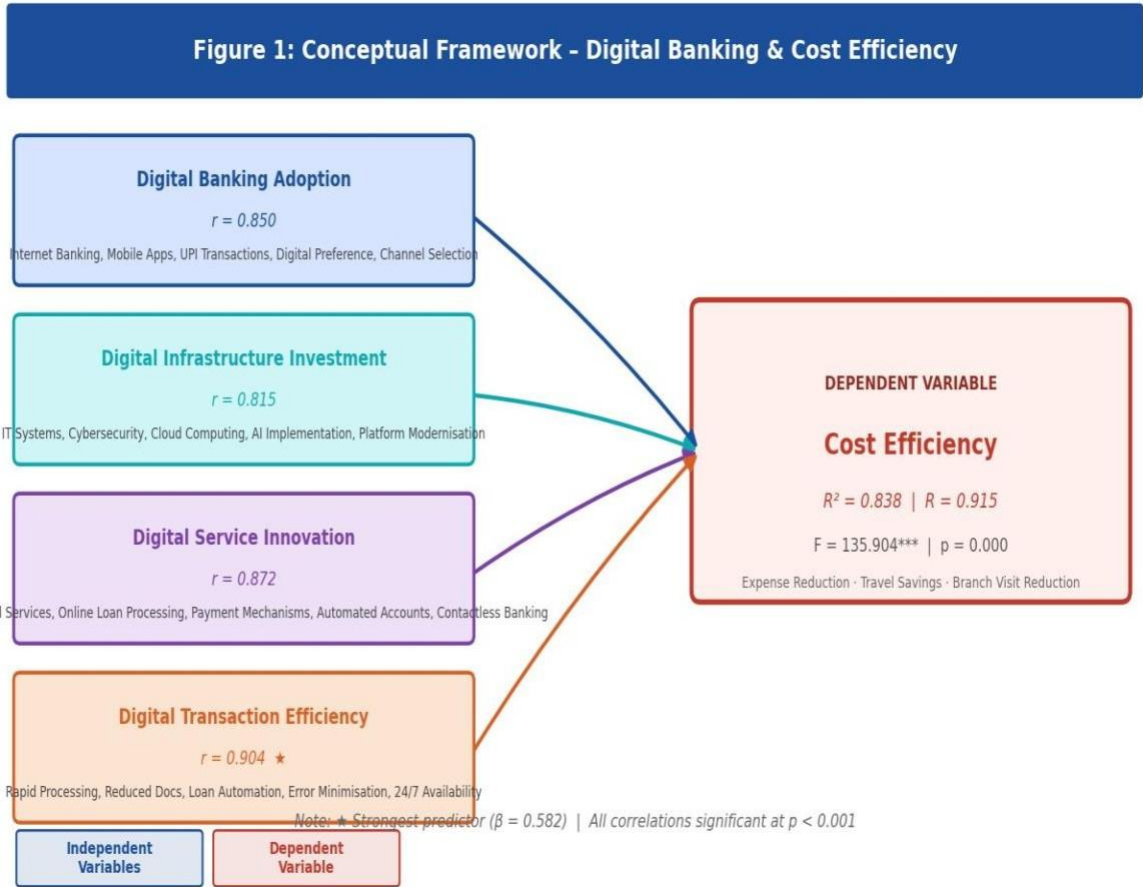 Figure 1: Conceptual Framework – Digital Banking & Cost Efficiency
Digital Banking Adoption
r = 0.850
Internet Banking, Mobile Apps, UPI Transactions, Digital Preference, Channel Selection
Digital Infrastructure Investment
r = 0.815
IT Systems, Cybersecurity, Cloud Computing, AI Implementation, Platform Modernisation
Digital Service Innovation
r = 0.872
Services, Online Loan Processing, Payment Mechanisms, Automated Accounts, Contactless Banking
Digital Transaction Efficiency
r = 0.904 ★
Rapid Processing, Reduced Docs, Loan Automation, Error Minimisation, 24/7 Availability
DEPENDENT VARIABLE
Cost Efficiency
R² = 0.838 | R = 0.915
F = 135.904*** | p = 0.000
Expense Reduction · Travel Savings · Branch Visit Reduction
Note: ★ Strongest predictor (β = 0.582) | All correlations significant at p < 0.001
Independent
Variables
Dependent
Variable